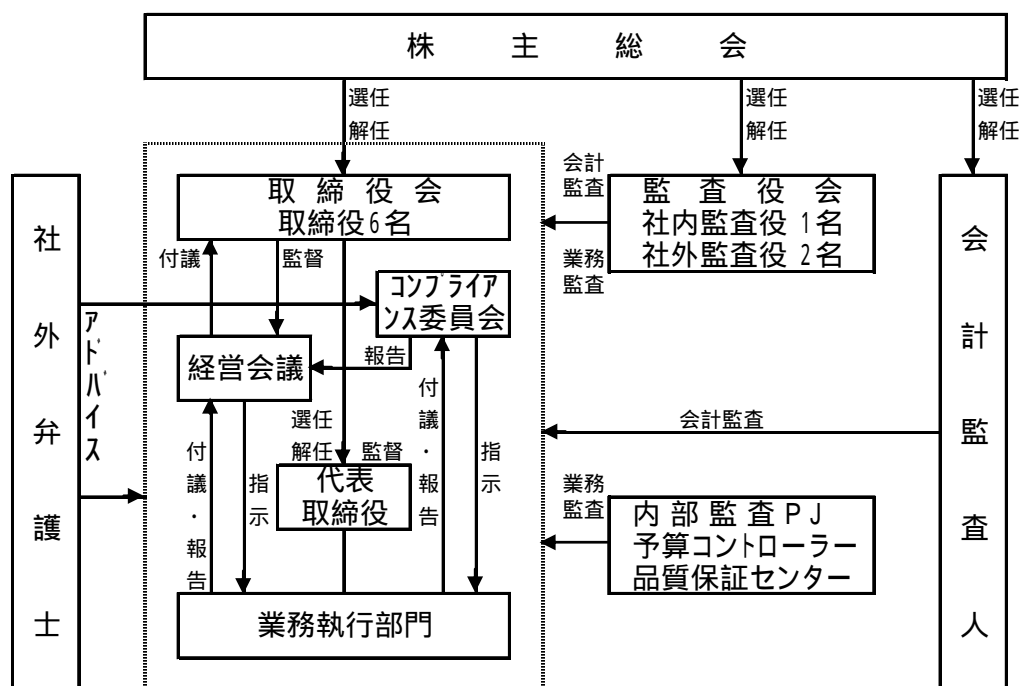 株主総会
選任
解任
選任
解任
選任
解任
取締役会
取締役6名
会計
監査
業務
監査
監査役会
社内監査役 1名
社外監査役 2名
社外弁護士
会計監査人
アドバイス
付議
監督
コンプライア
ンス委員会
経営会議
報告
選任
解任
監督
代表
取締役
付議・報告
指示
付議・報告
指示
会計監査
業務
監査
内部監査PJ
予算コントローラー
品質保証センター
業務執行部門